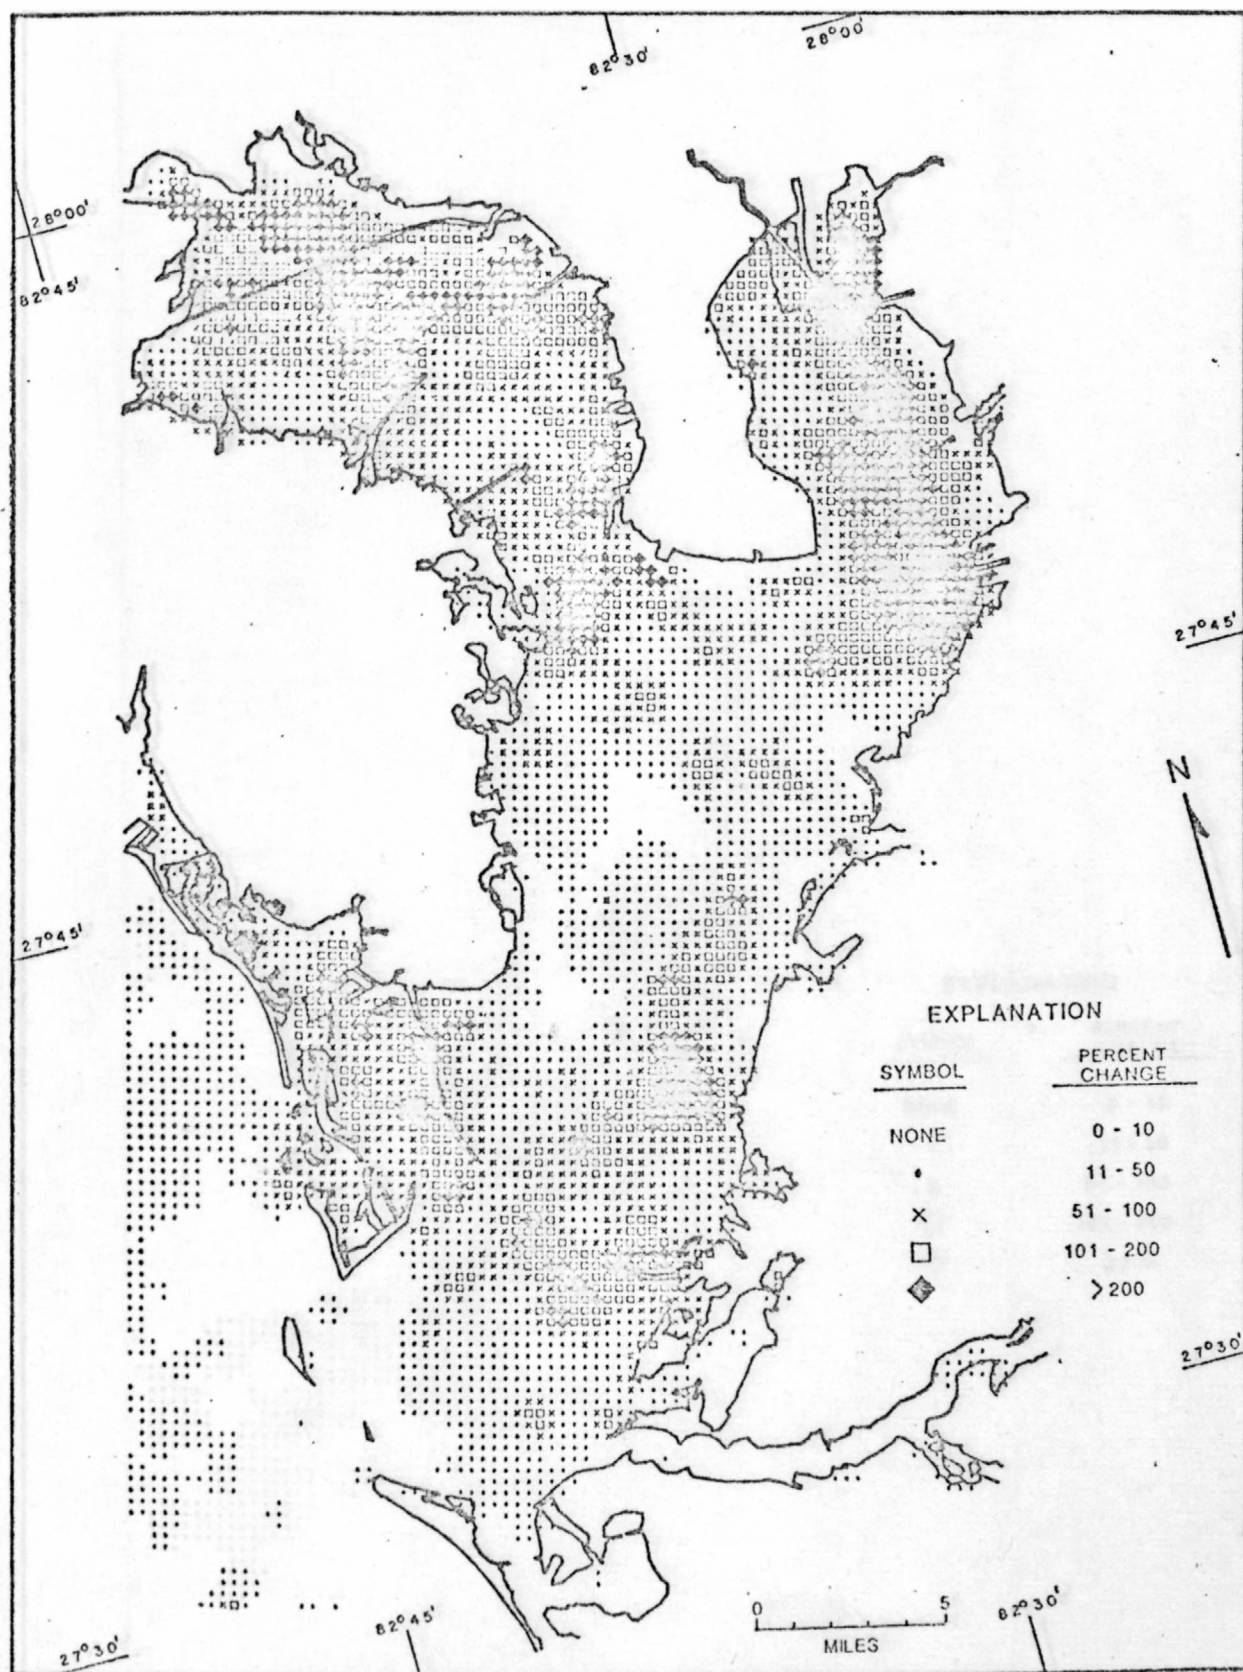 82°30'
28°00'
28°00'
82°45'
27°45'
N
27°45'
EXPLANATION
SYMBOL PERCENT CHANGE
NONE 0 - 10
• 11 - 50
× 51 - 100
□ 101 - 200
◆ >200
27°30'
0 5
MILES
82°45'
82°30'
27°30'